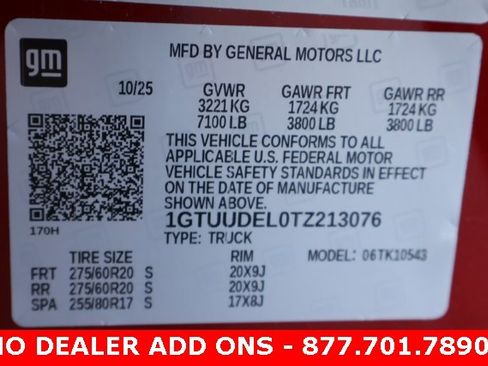 gm
MFD BY GENERAL MOTORS LLC
10/25 GVWR GAWR FRT GAWR RR
3221 KG 1724 KG 1724 KG
7100 LB 3800 LB 3800 LB
THIS VEHICLE CONFORMS TO ALL
APPLICABLE U.S. FEDERAL MOTOR
VEHICLE SAFETY STANDARDS IN EFFECT
ON THE DATE OF MANUFACTURE
SHOWN ABOVE.
170H
1GTUUDEL0TZ213076
TYPE: TRUCK MODEL: 06TK10543
TIRE SIZE RIM
FRT 275/60R20 S 20X9J
RR 275/60R20 S 20X9J
SPA 255/80R17 S 17X8J
NO DEALER ADD ONS - 877.701.7890